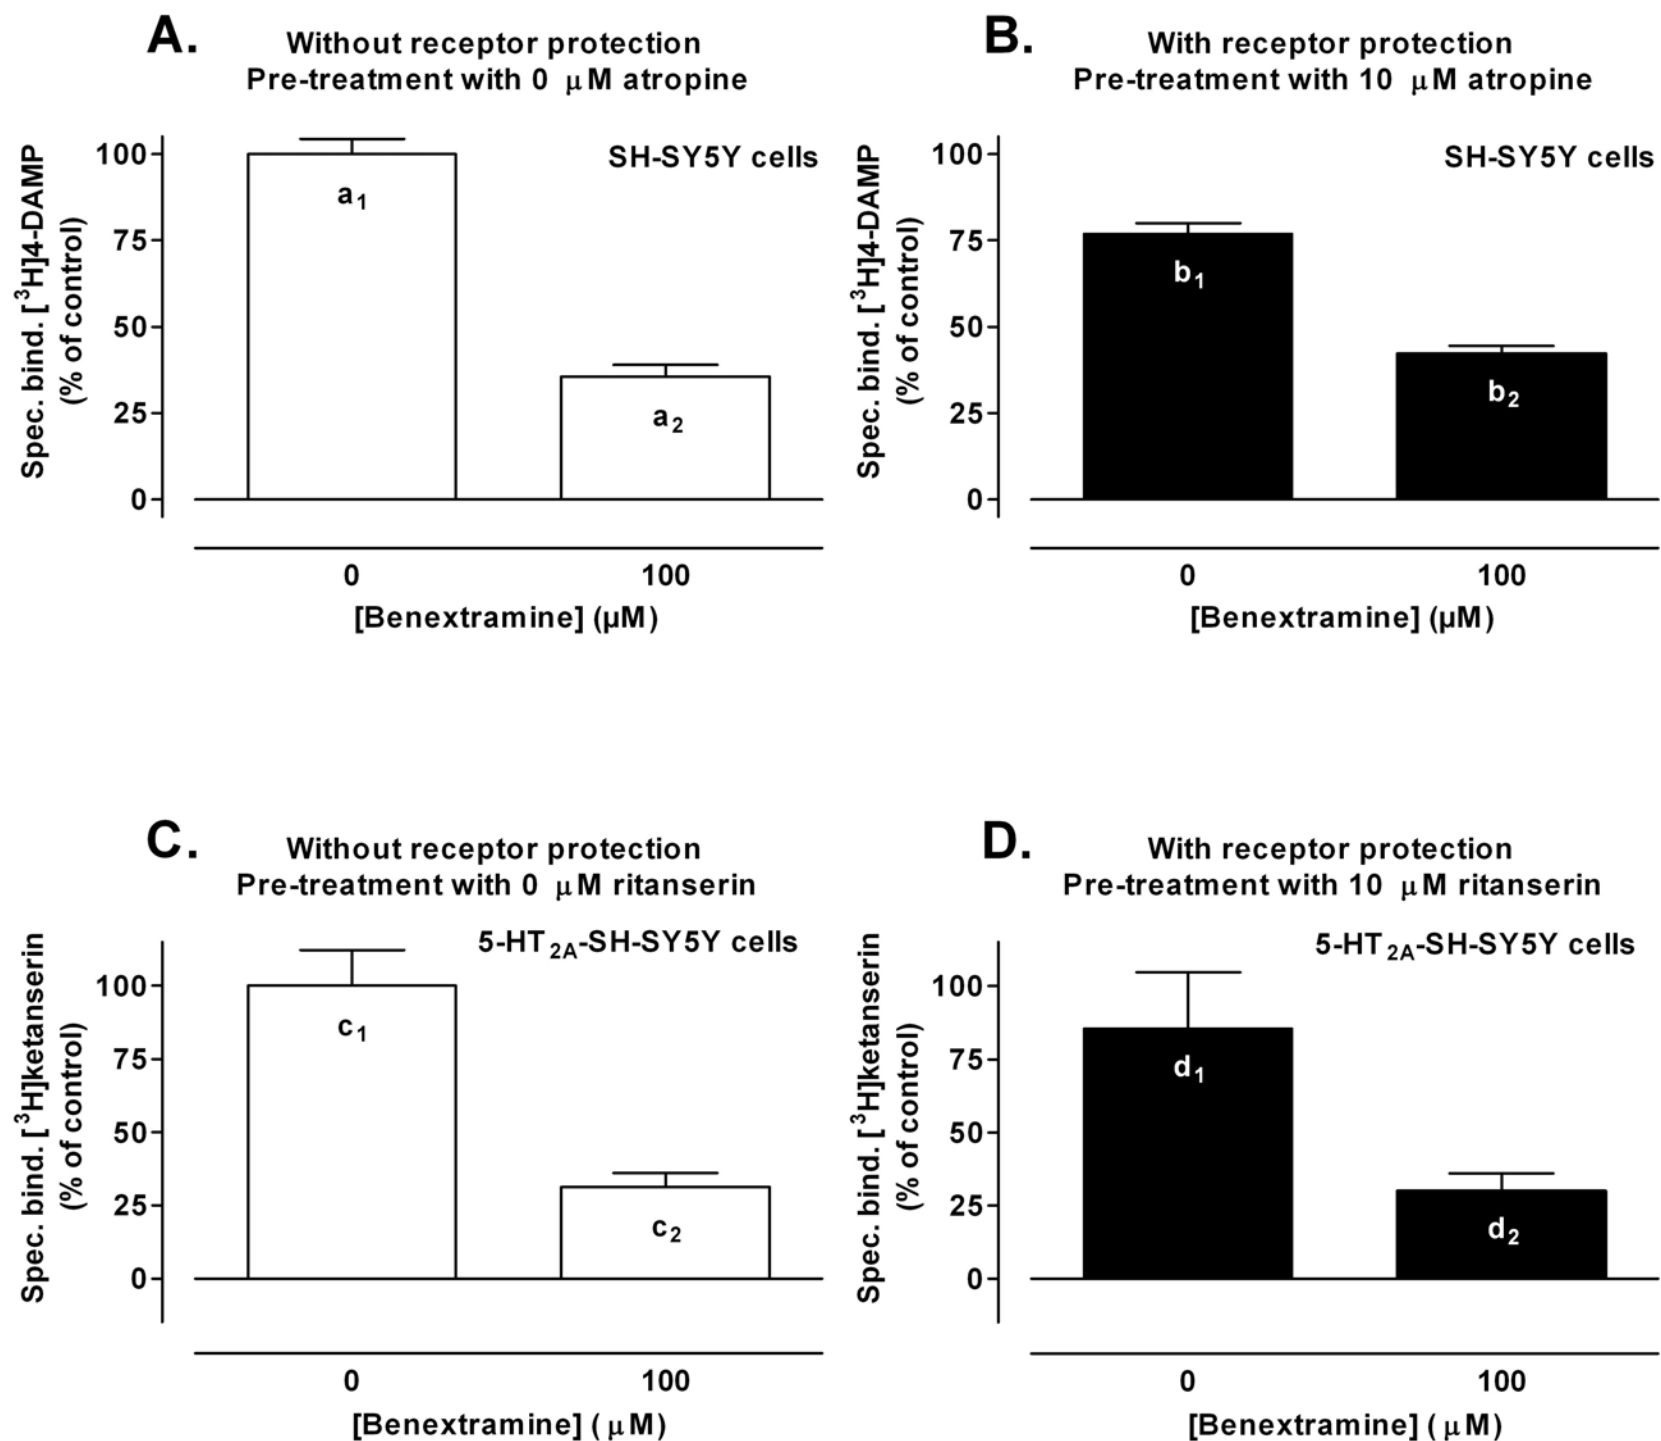 A.
Without receptor protection
Pre-treatment with 0 μM atropine
Spec. bind. [³H]4-DAMP
(% of control)
100
75
50
25
0
SH-SY5Y cells
a₁
a₂
0
100
[Benextramine] (µM)
B.
With receptor protection
Pre-treatment with 10 μM atropine
Spec. bind. [³H]4-DAMP
(% of control)
100
75
50
25
0
SH-SY5Y cells
b₁
b₂
0
100
[Benextramine] (µM)
C.
Without receptor protection
Pre-treatment with 0 μM ritanserin
Spec. bind. [³H]ketanserin
(% of control)
100
75
50
25
0
5-HT₂A-SH-SY5Y cells
c₁
c₂
0
100
[Benextramine] ( μM)
D.
With receptor protection
Pre-treatment with 10 μM ritanserin
Spec. bind. [³H]ketanserin
(% of control)
100
75
50
25
0
5-HT₂A-SH-SY5Y cells
d₁
d₂
0
100
[Benextramine] ( μM)